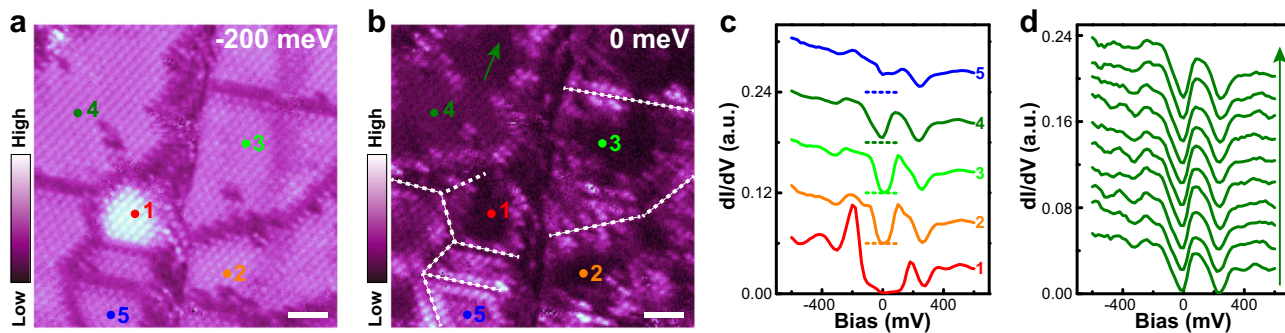 a
-200 meV
High
Low
4
3
1
2
5
b
0 meV
High
Low
4
3
1
2
5
c
dI/dV (a.u.)
0.24
0.12
0.00
5
4
3
2
1
-400 0 400
Bias (mV)
d
dI/dV (a.u.)
0.24
0.16
0.08
0.00
-400 0 400
Bias (mV)